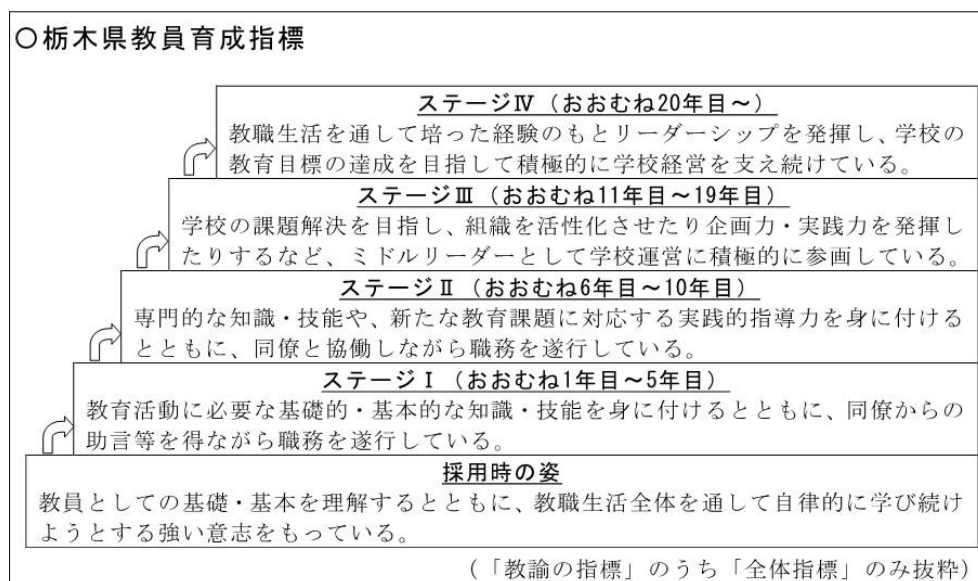 ○栃木県教員育成指標
ステージⅣ（おおむね20年目～）
教職生活を通して培った経験のもとリーダーシップを発揮し、学校の
教育目標の達成を目指して積極的に学校経営を支え続けている。
ステージⅢ（おおむね11年目～19年目）
学校の課題解決を目指し、組織を活性化させたり企画力・実践力を発揮し
たりするなど、ミドルリーダーとして学校運営に積極的に参画している。
ステージⅡ（おおむね6年目～10年目）
専門的な知識・技能や、新たな教育課題に対応する実践的指導力を身に付ける
とともに、同僚と協働しながら職務を遂行している。
ステージⅠ（おおむね1年目～5年目）
教育活動に必要な基礎的・基本的な知識・技能を身に付けるとともに、同僚からの
助言等を得ながら職務を遂行している。
採用時の姿
教員としての基礎・基本を理解するとともに、教職生活全体を通して自律的に学び続け
ようとする強い意志をもっている。
（「教諭の指標」のうち「全体指標」のみ抜粋）